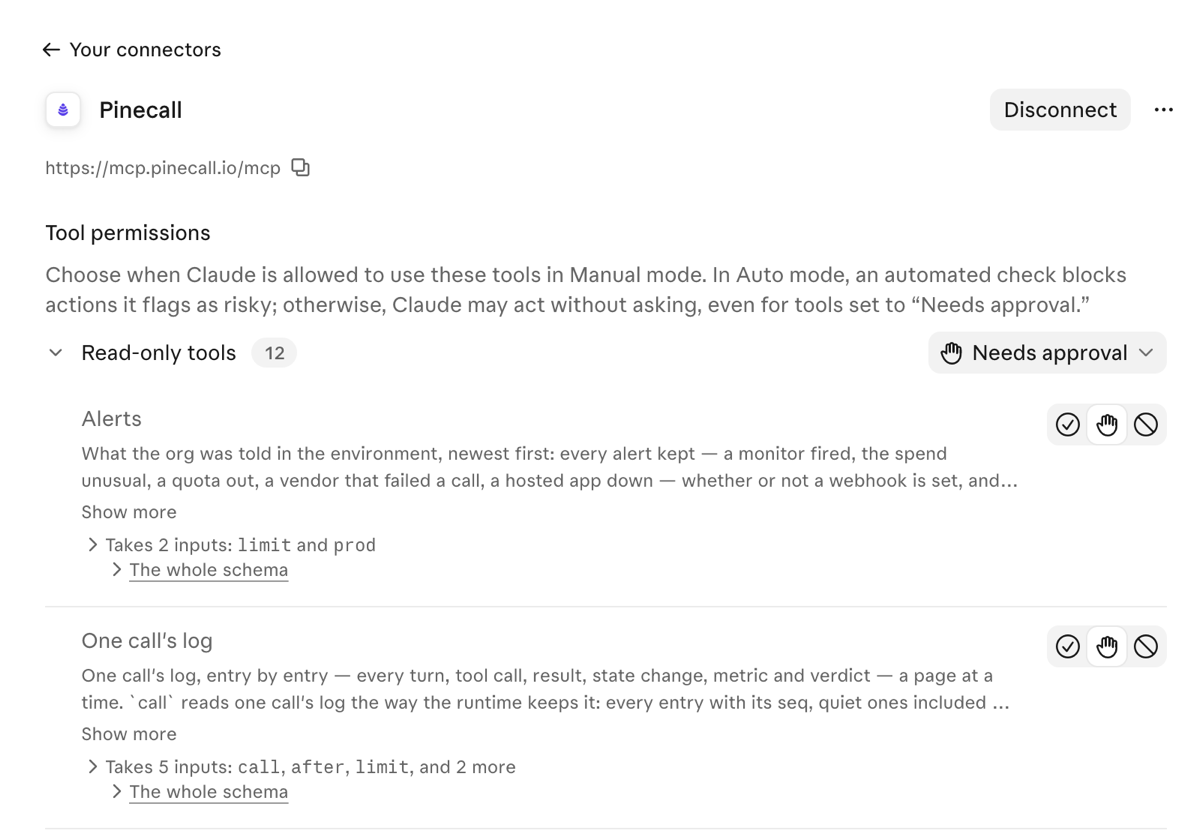 ← Your connectors
Pinecall
Disconnect
https://mcp.pinecall.io/mcp
Tool permissions
Choose when Claude is allowed to use these tools in Manual mode. In Auto mode, an automated check blocks
actions it flags as risky; otherwise, Claude may act without asking, even for tools set to “Needs approval.”
Read-only tools 12
Needs approval
Alerts
What the org was told in the environment, newest first: every alert kept — a monitor fired, the spend
unusual, a quota out, a vendor that failed a call, a hosted app down — whether or not a webhook is set, and...
Show more
Takes 2 inputs: limit and prod
The whole schema
One call's log
One call's log, entry by entry — every turn, tool call, result, state change, metric and verdict — a page at a
time. `call` reads one call's log the way the runtime keeps it: every entry with its seq, quiet ones included ...
Show more
Takes 5 inputs: call, after, limit, and 2 more
The whole schema